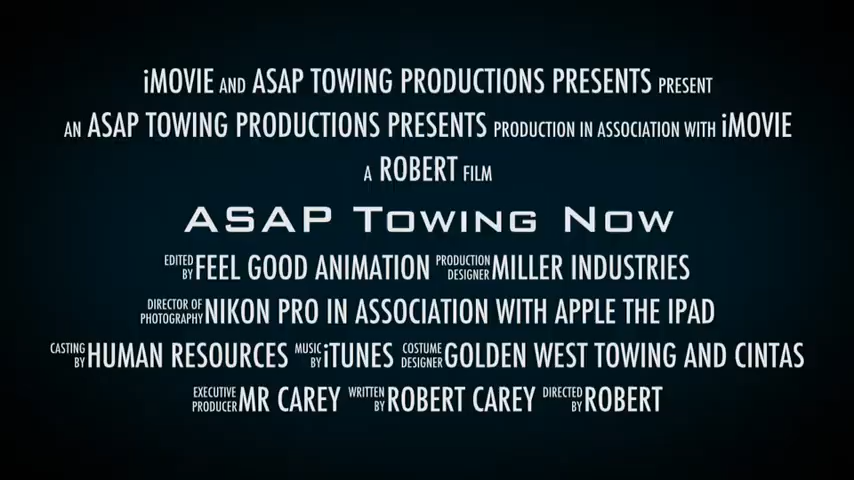 iMOVIE AND ASAP TOWING PRODUCTIONS PRESENTS PRESENT
AN ASAP TOWING PRODUCTIONS PRESENTS PRODUCTION IN ASSOCIATION WITH iMOVIE
A ROBERT FILM
ASAP TOWING NOW
EDITED BY FEEL GOOD ANIMATION PRODUCTION DESIGNER MILLER INDUSTRIES
DIRECTOR OF PHOTOGRAPHY NIKON PRO IN ASSOCIATION WITH APPLE THE IPAD
CASTING BY HUMAN RESOURCES MUSIC BY iTUNES COSTUME DESIGNER GOLDEN WEST TOWING AND CINTAS
EXECUTIVE PRODUCER MR CAREY WRITTEN BY ROBERT CAREY DIRECTED BY ROBERT